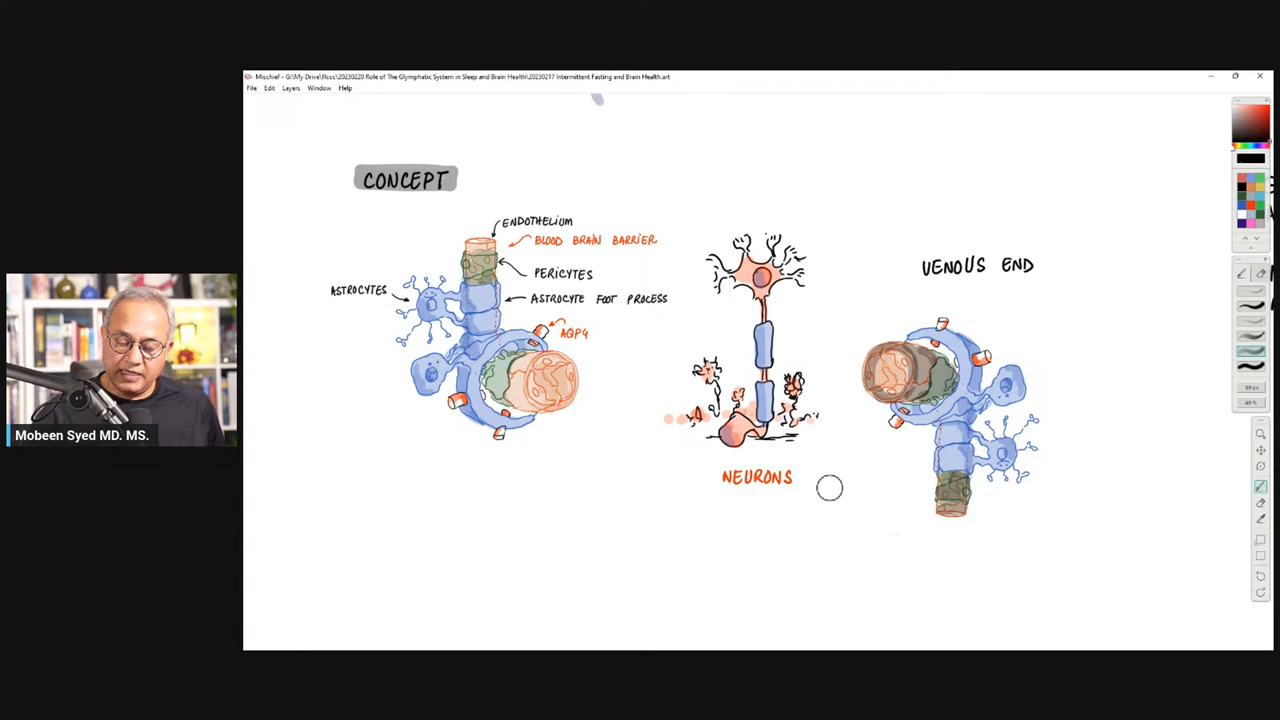 Mischief - G:\My Drive\flccc\20230220 Role of The Glymphatic System in Sleep and Brain Health\20230217 Intermittent Fasting and Brain Health.art
File Edit Layers Window Help
CONCEPT
ENDOTHELIUM
BLOOD BRAIN BARRIER
PERICYTES
ASTROCYTES
ASTROCYTE FOOT PROCESS
AQP4
VENOUS END
NEURONS
Mobeen Syed MD. MS.